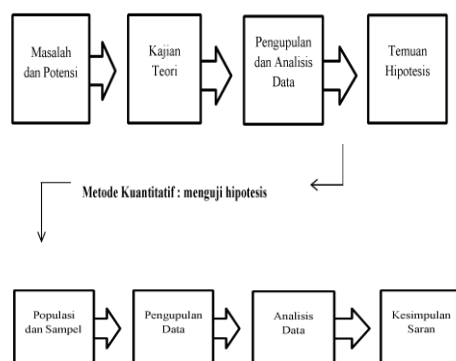 Masalah
dan Potensi
Kajian
Teori
Pengupulan
dan Analisis
Data
Temuan
Hipotesis
Metode Kuantitatif : menguji hipotesis
Populasi
dan Sampel
Pengupulan
Data
Analisis
Data
Kesimpulan
Saran